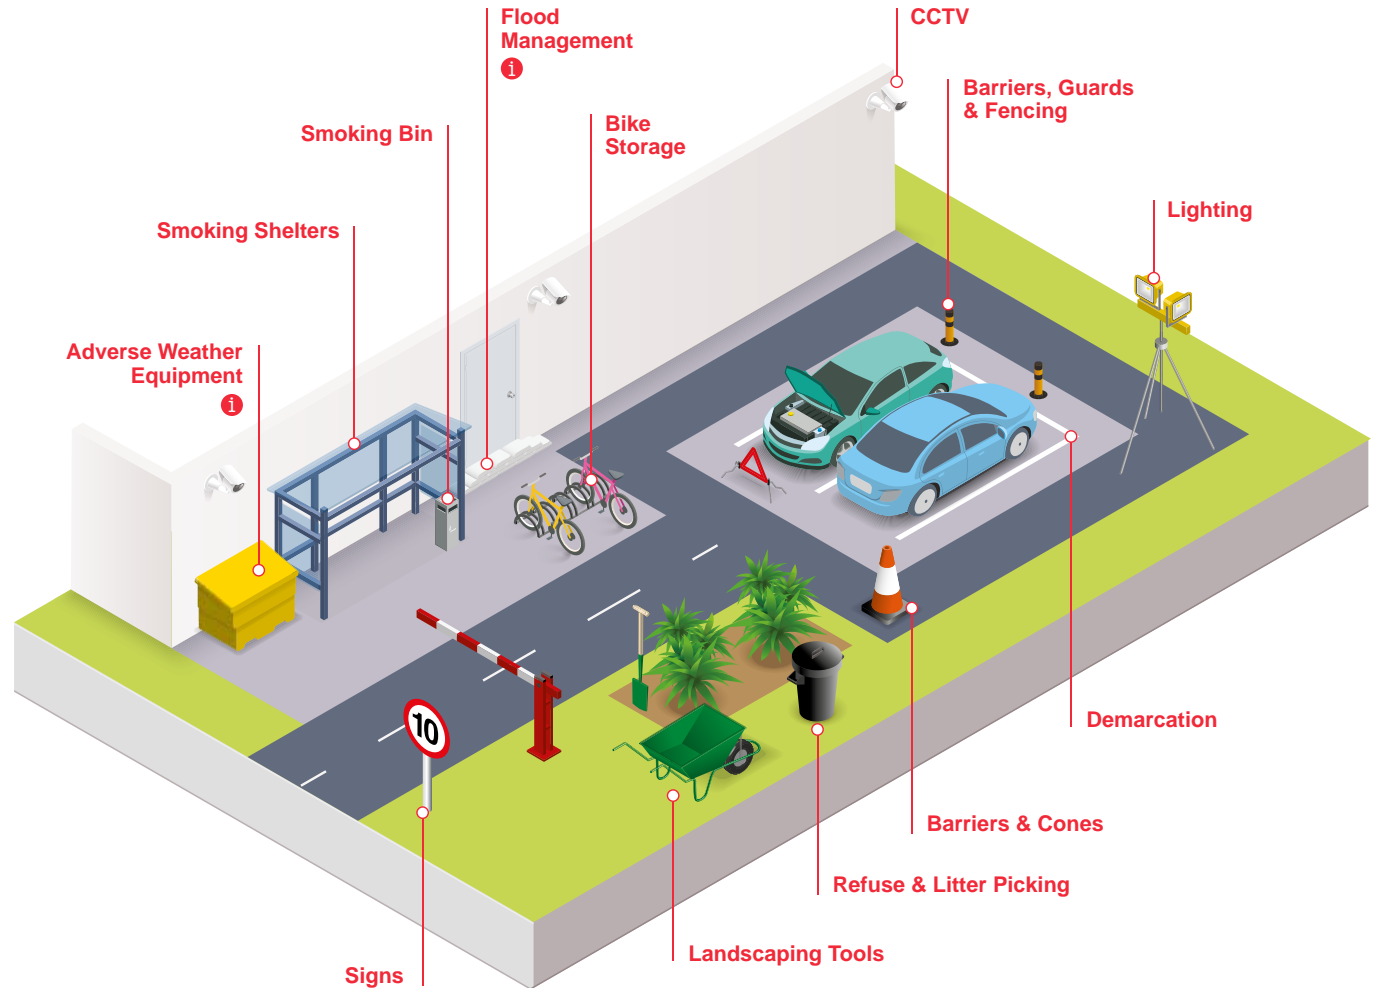 Flood
Management
i
CCTV
Barriers, Guards
& Fencing
Smoking Bin
Bike
Storage
Lighting
Smoking Shelters
Adverse Weather
Equipment
i
10
Demarcation
Barriers & Cones
Refuse & Litter Picking
Landscaping Tools
Signs